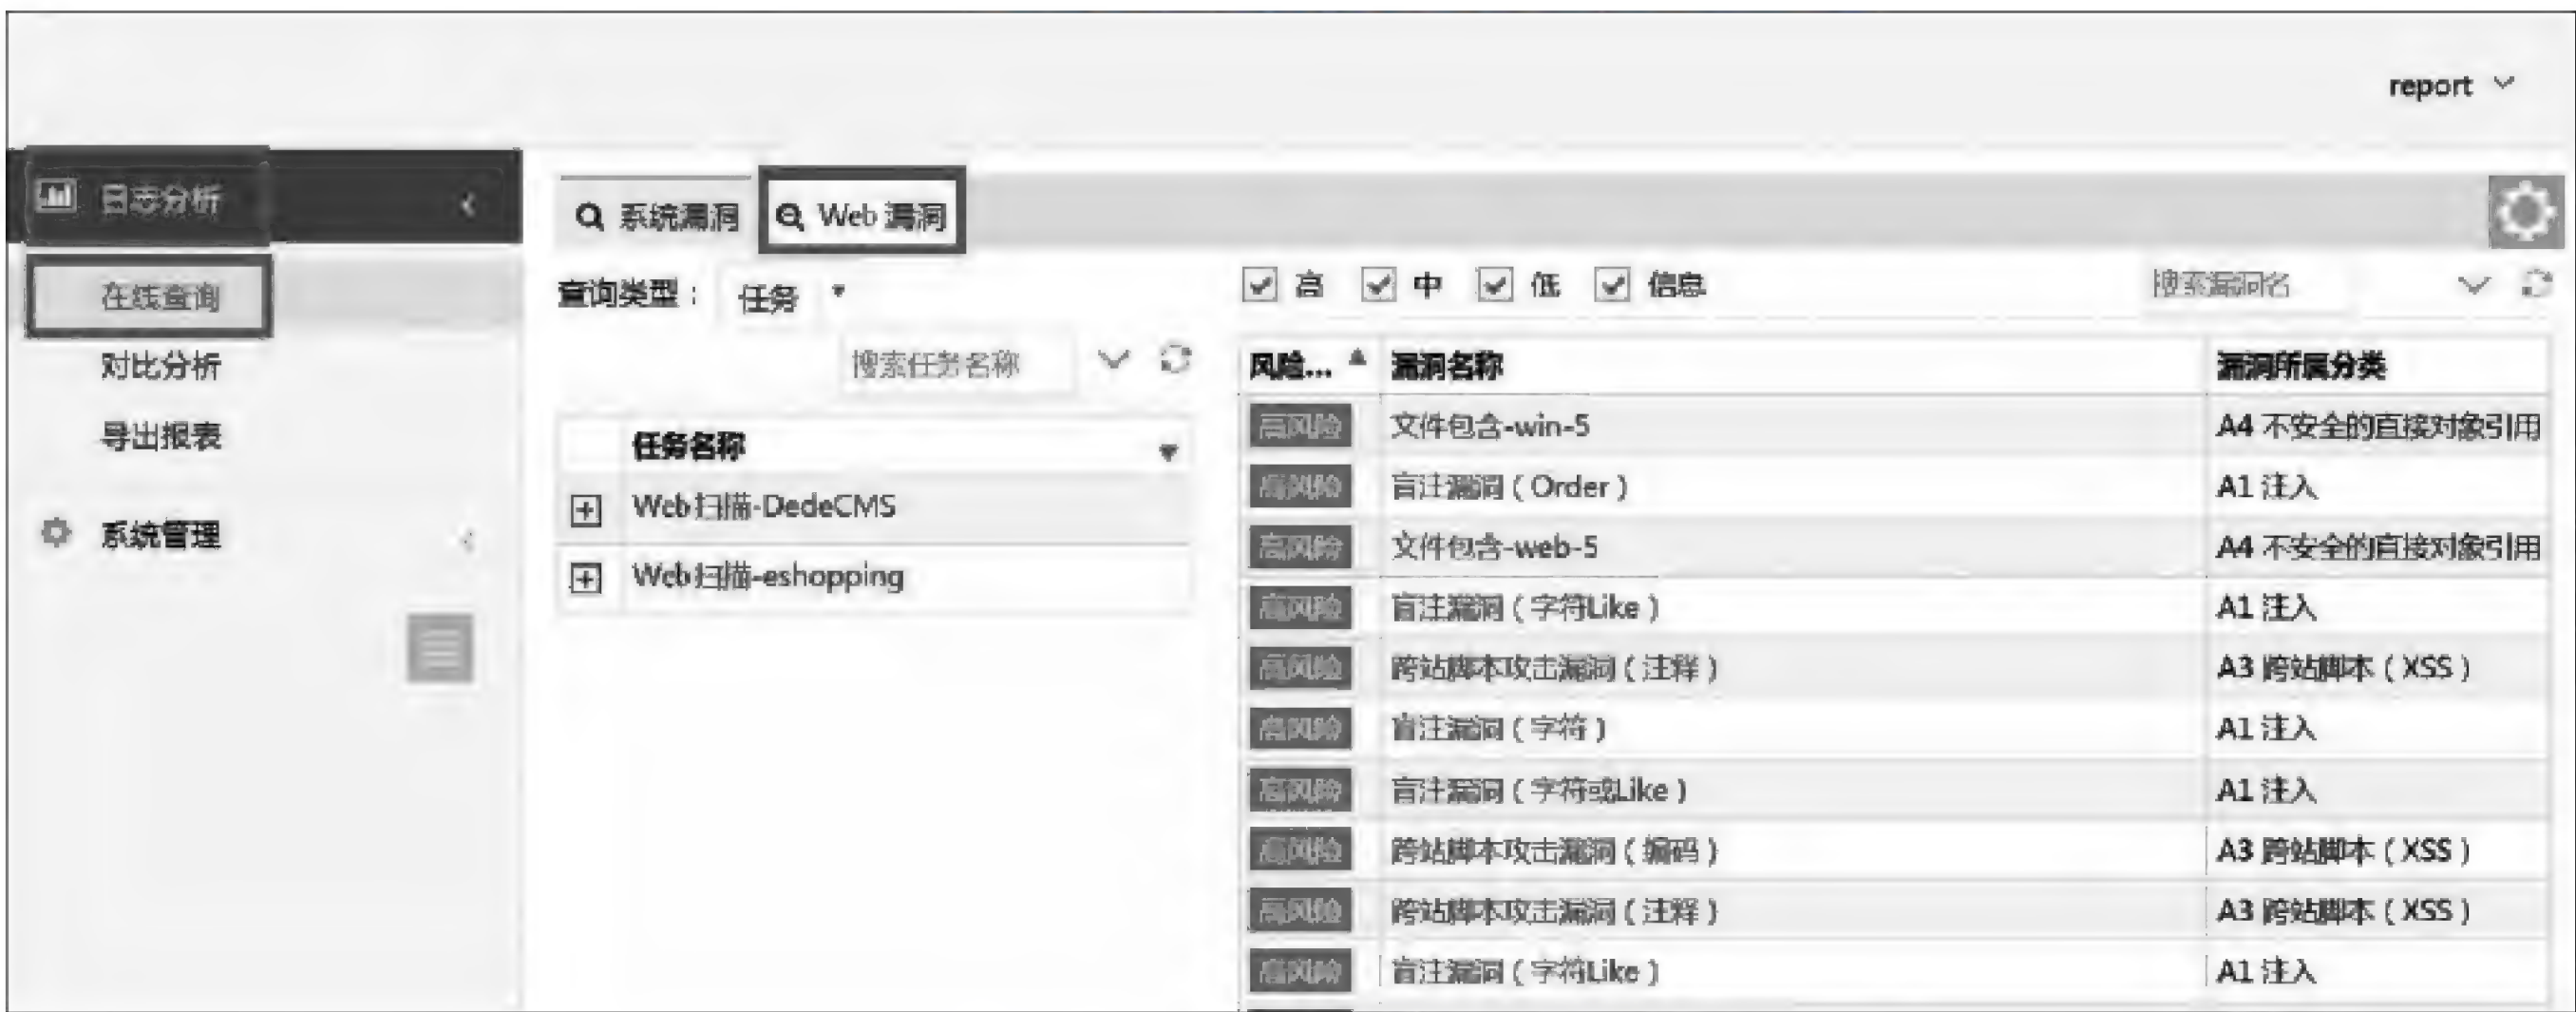 report
日志分析
在线查询
对比分析
导出报表
系统管理
系统漏洞 Web 漏洞
查询类型： 任务
搜索任务名称
任务名称
Web扫描-DedeCMS
Web扫描-eshopping
高 中 低 信息 搜索漏洞名
风险... 漏洞名称 漏洞所属分类
高风险 文件包含-win-5 A4 不安全的直接对象引用
高风险 盲注漏洞（Order） A1 注入
高风险 文件包含-web-5 A4 不安全的直接对象引用
高风险 盲注漏洞（字符Like） A1 注入
高风险 跨站脚本攻击漏洞（注释） A3 跨站脚本（XSS）
高风险 盲注漏洞（字符） A1 注入
高风险 盲注漏洞（字符或Like） A1 注入
高风险 跨站脚本攻击漏洞（编码） A3 跨站脚本（XSS）
高风险 跨站脚本攻击漏洞（注释） A3 跨站脚本（XSS）
高风险 盲注漏洞（字符Like） A1 注入